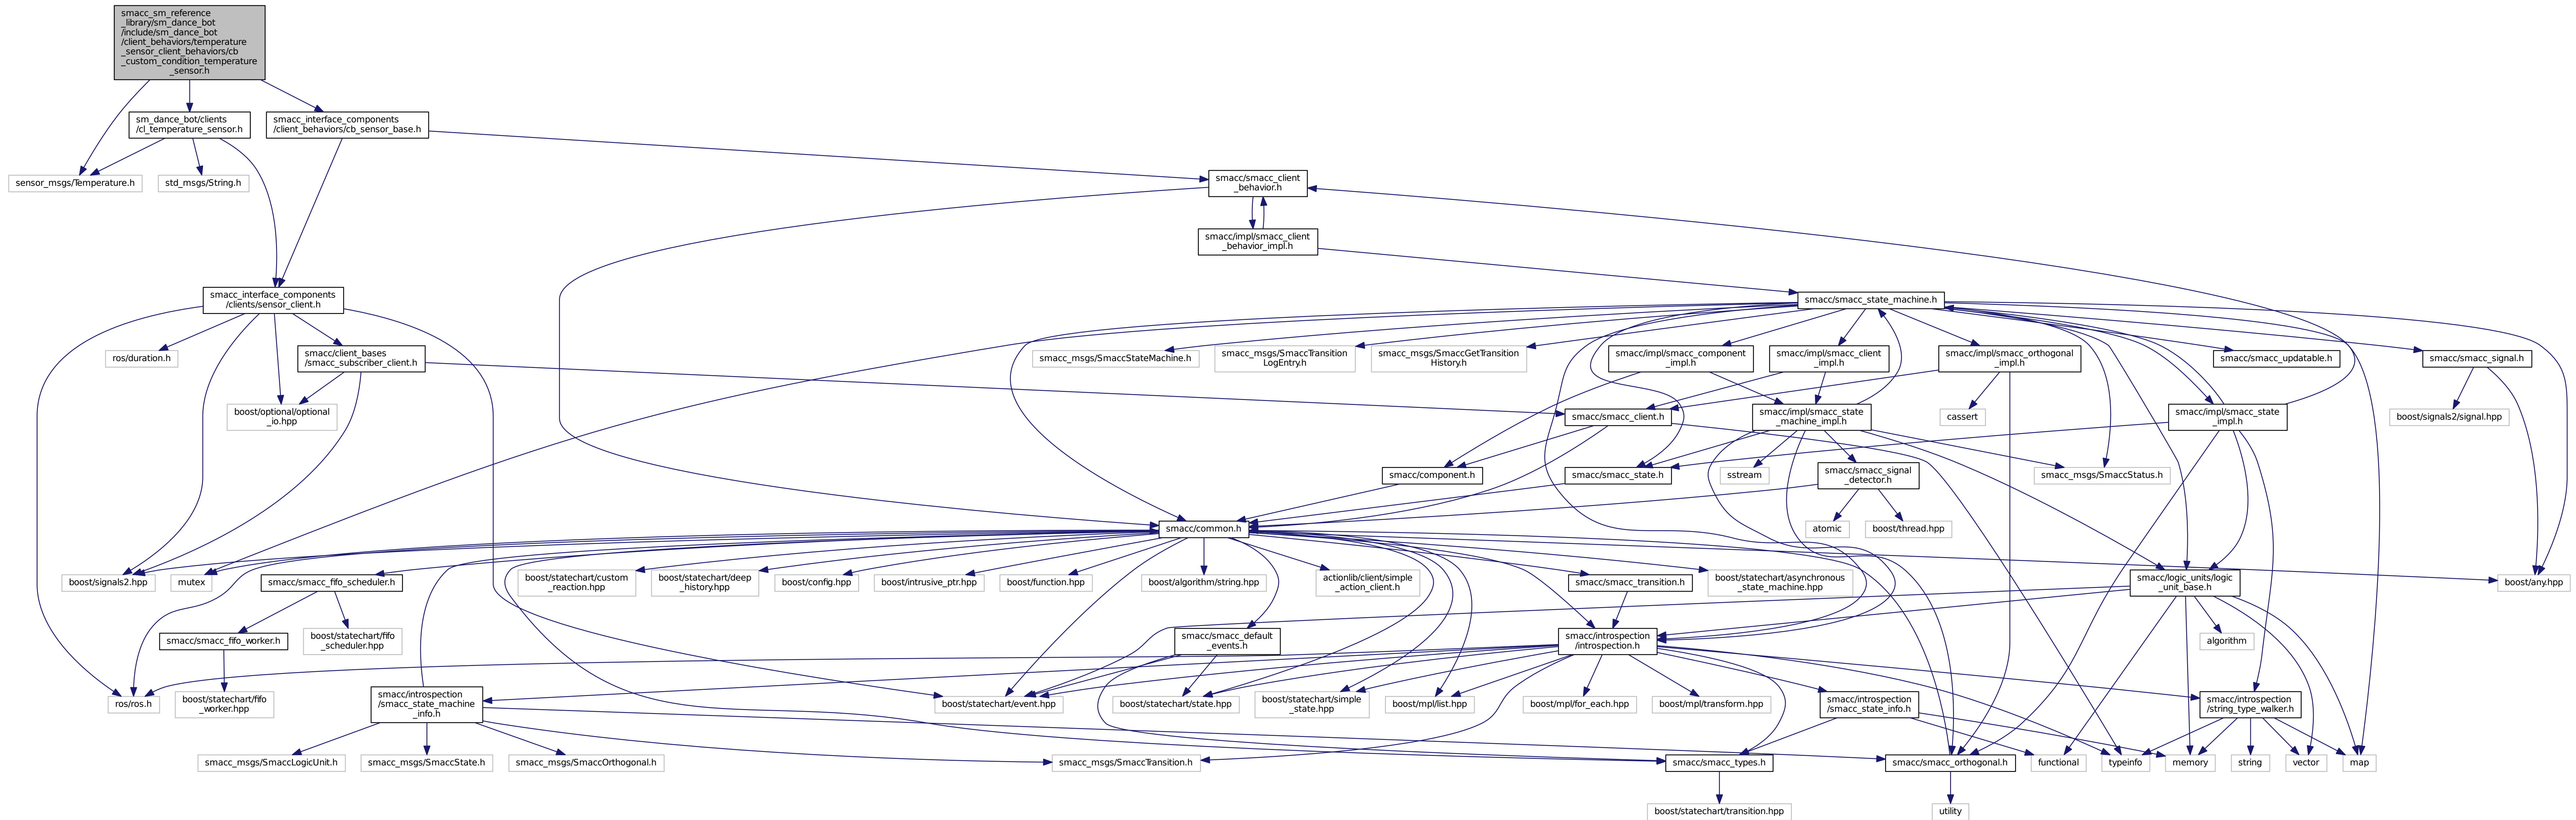 smacc_sm_reference
_library/sm_dance_bot
/include/sm_dance_bot
/client_behaviors/temperature
_sensor_client_behaviors/cb
_custom_condition_temperature
_sensor.h
sm_dance_bot/clients
/cl_temperature_sensor.h
smacc_interface_components
/client_behaviors/cb_sensor_base.h
sensor_msgs/Temperature.h
std_msgs/String.h
smacc/smacc_client
_behavior.h
smacc/impl/smacc_client
_behavior_impl.h
smacc_interface_components
/clients/sensor_client.h
smacc/smacc_state_machine.h
ros/duration.h
smacc/client_bases
/smacc_subscriber_client.h
smacc_msgs/SmaccStateMachine.h
smacc_msgs/SmaccTransition
LogEntry.h
smacc_msgs/SmaccGetTransition
History.h
smacc/impl/smacc_component
_impl.h
smacc/impl/smacc_client
_impl.h
smacc/impl/smacc_orthogonal
_impl.h
smacc/smacc_updatable.h
smacc/smacc_signal.h
boost/optional/optional
_io.hpp
smacc/smacc_client.h
smacc/impl/smacc_state
_machine_impl.h
cassert
smacc/impl/smacc_state
_impl.h
boost/signals2/signal.hpp
smacc/component.h
smacc/smacc_state.h
sstream
smacc/smacc_signal
_detector.h
smacc_msgs/SmaccStatus.h
smacc/common.h
atomic
boost/thread.hpp
boost/signals2.hpp
mutex
smacc/smacc_fifo_scheduler.h
boost/statechart/custom
_reaction.hpp
boost/statechart/deep
_history.hpp
boost/config.hpp
boost/intrusive_ptr.hpp
boost/function.hpp
boost/algorithm/string.hpp
actionlib/client/simple
_action_client.h
smacc/smacc_transition.h
boost/statechart/asynchronous
_state_machine.hpp
smacc/logic_units/logic
_unit_base.h
boost/any.hpp
smacc/smacc_fifo_worker.h
boost/statechart/fifo
_scheduler.hpp
smacc/smacc_default
_events.h
smacc/introspection
/introspection.h
algorithm
ros/ros.h
boost/statechart/fifo
_worker.hpp
smacc/introspection
/smacc_state_machine
_info.h
boost/statechart/event.hpp
boost/statechart/state.hpp
boost/statechart/simple
_state.hpp
boost/mpl/list.hpp
boost/mpl/for_each.hpp
boost/mpl/transform.hpp
smacc/introspection
/smacc_state_info.h
smacc/introspection
/string_type_walker.h
smacc_msgs/SmaccLogicUnit.h
smacc_msgs/SmaccState.h
smacc_msgs/SmaccOrthogonal.h
smacc_msgs/SmaccTransition.h
smacc/smacc_types.h
smacc/smacc_orthogonal.h
functional
typeinfo
memory
string
vector
map
boost/statechart/transition.hpp
utility